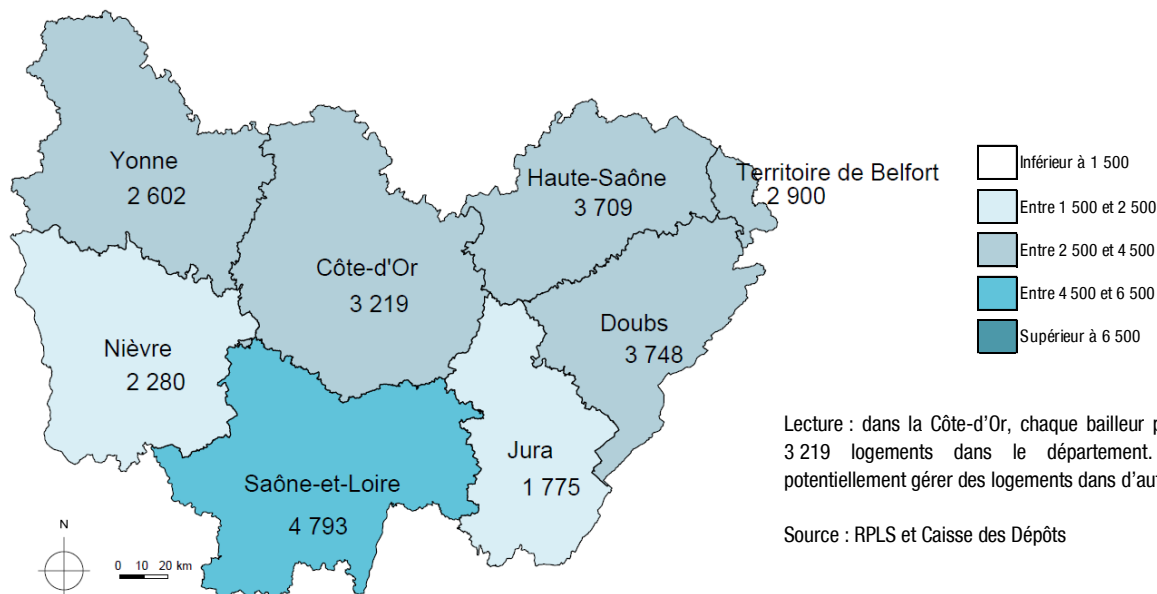 Yonne
2 602
Côte-d'Or
3 219
Haute-Saône
3 709
Territoire de Belfort
2 900
Nièvre
2 280
Doubs
3 748
Saône-et-Loire
4 793
Jura
1 775
N
0 10 20 km
Inférieur à 1 500
Entre 1 500 et 2 500
Entre 2 500 et 4 500
Entre 4 500 et 6 500
Supérieur à 6 500
Lecture : dans la Côte-d'Or, chaque bailleur
3 219 logements dans le département.
potentiellement gérer des logements dans
Source : RPLS et Caisse des Dépôts